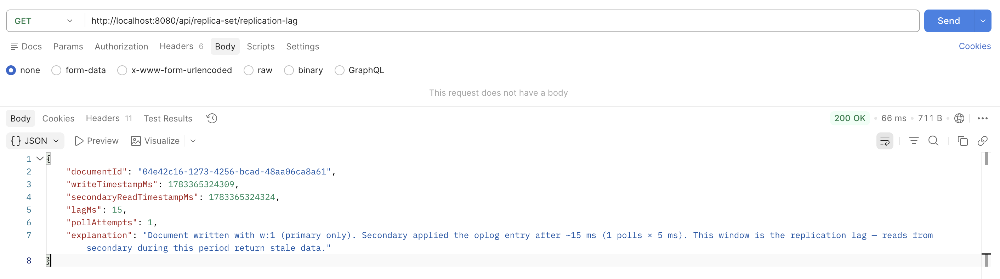 GET http://localhost:8080/api/replica-set/replication-lag Send
Docs Params Authorization Headers 6 Body Scripts Settings Cookies
none form-data x-www-form-urlencoded raw binary GraphQL
This request does not have a body
Body Cookies Headers 11 Test Results 200 OK • 66 ms • 711 B •
{} JSON Preview Visualize
1 {
2 "documentId": "04e42c16-1273-4256-bcad-48aa06ca8a61",
3 "writeTimestampMs": 1783365324309,
4 "secondaryReadTimestampMs": 1783365324324,
5 "lagMs": 15,
6 "pollAttempts": 1,
7 "explanation": "Document written with w:1 (primary only). Secondary applied the oplog entry after ~15 ms (1 polls × 5 ms). This window is the replication lag — reads from
secondary during this period return stale data."
8 }